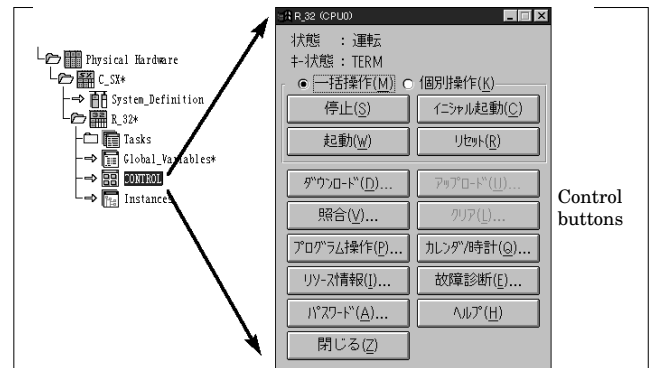 Physical Hardware
C_SX*
System_Definition
R_32*
Tasks
Global_Variables*
CONTROL
Instances
R_32 (CPU0)
状態 : 運転
ｷｰ状態 : TERM
一括操作(M) 個別操作(K)
停止(S) ｲﾆｼｬﾙ起動(C)
起動(W) ﾘｾｯﾄ(R)
ﾀﾞｳﾝﾛｰﾄﾞ(D)... ｱｯﾌﾟﾛｰﾄﾞ(U)...
照合(V)... ｸﾘｱ(L)...
ﾌﾟﾛｸﾞﾗﾑ操作(P)... ｶﾚﾝﾀﾞ/時計(Q)...
ﾘｿｰｽ情報(I)... 故障診断(E)...
ﾊﾟｽﾜｰﾄﾞ(A)... ﾍﾙﾌﾟ(H)
閉じる(Z)
Control
buttons